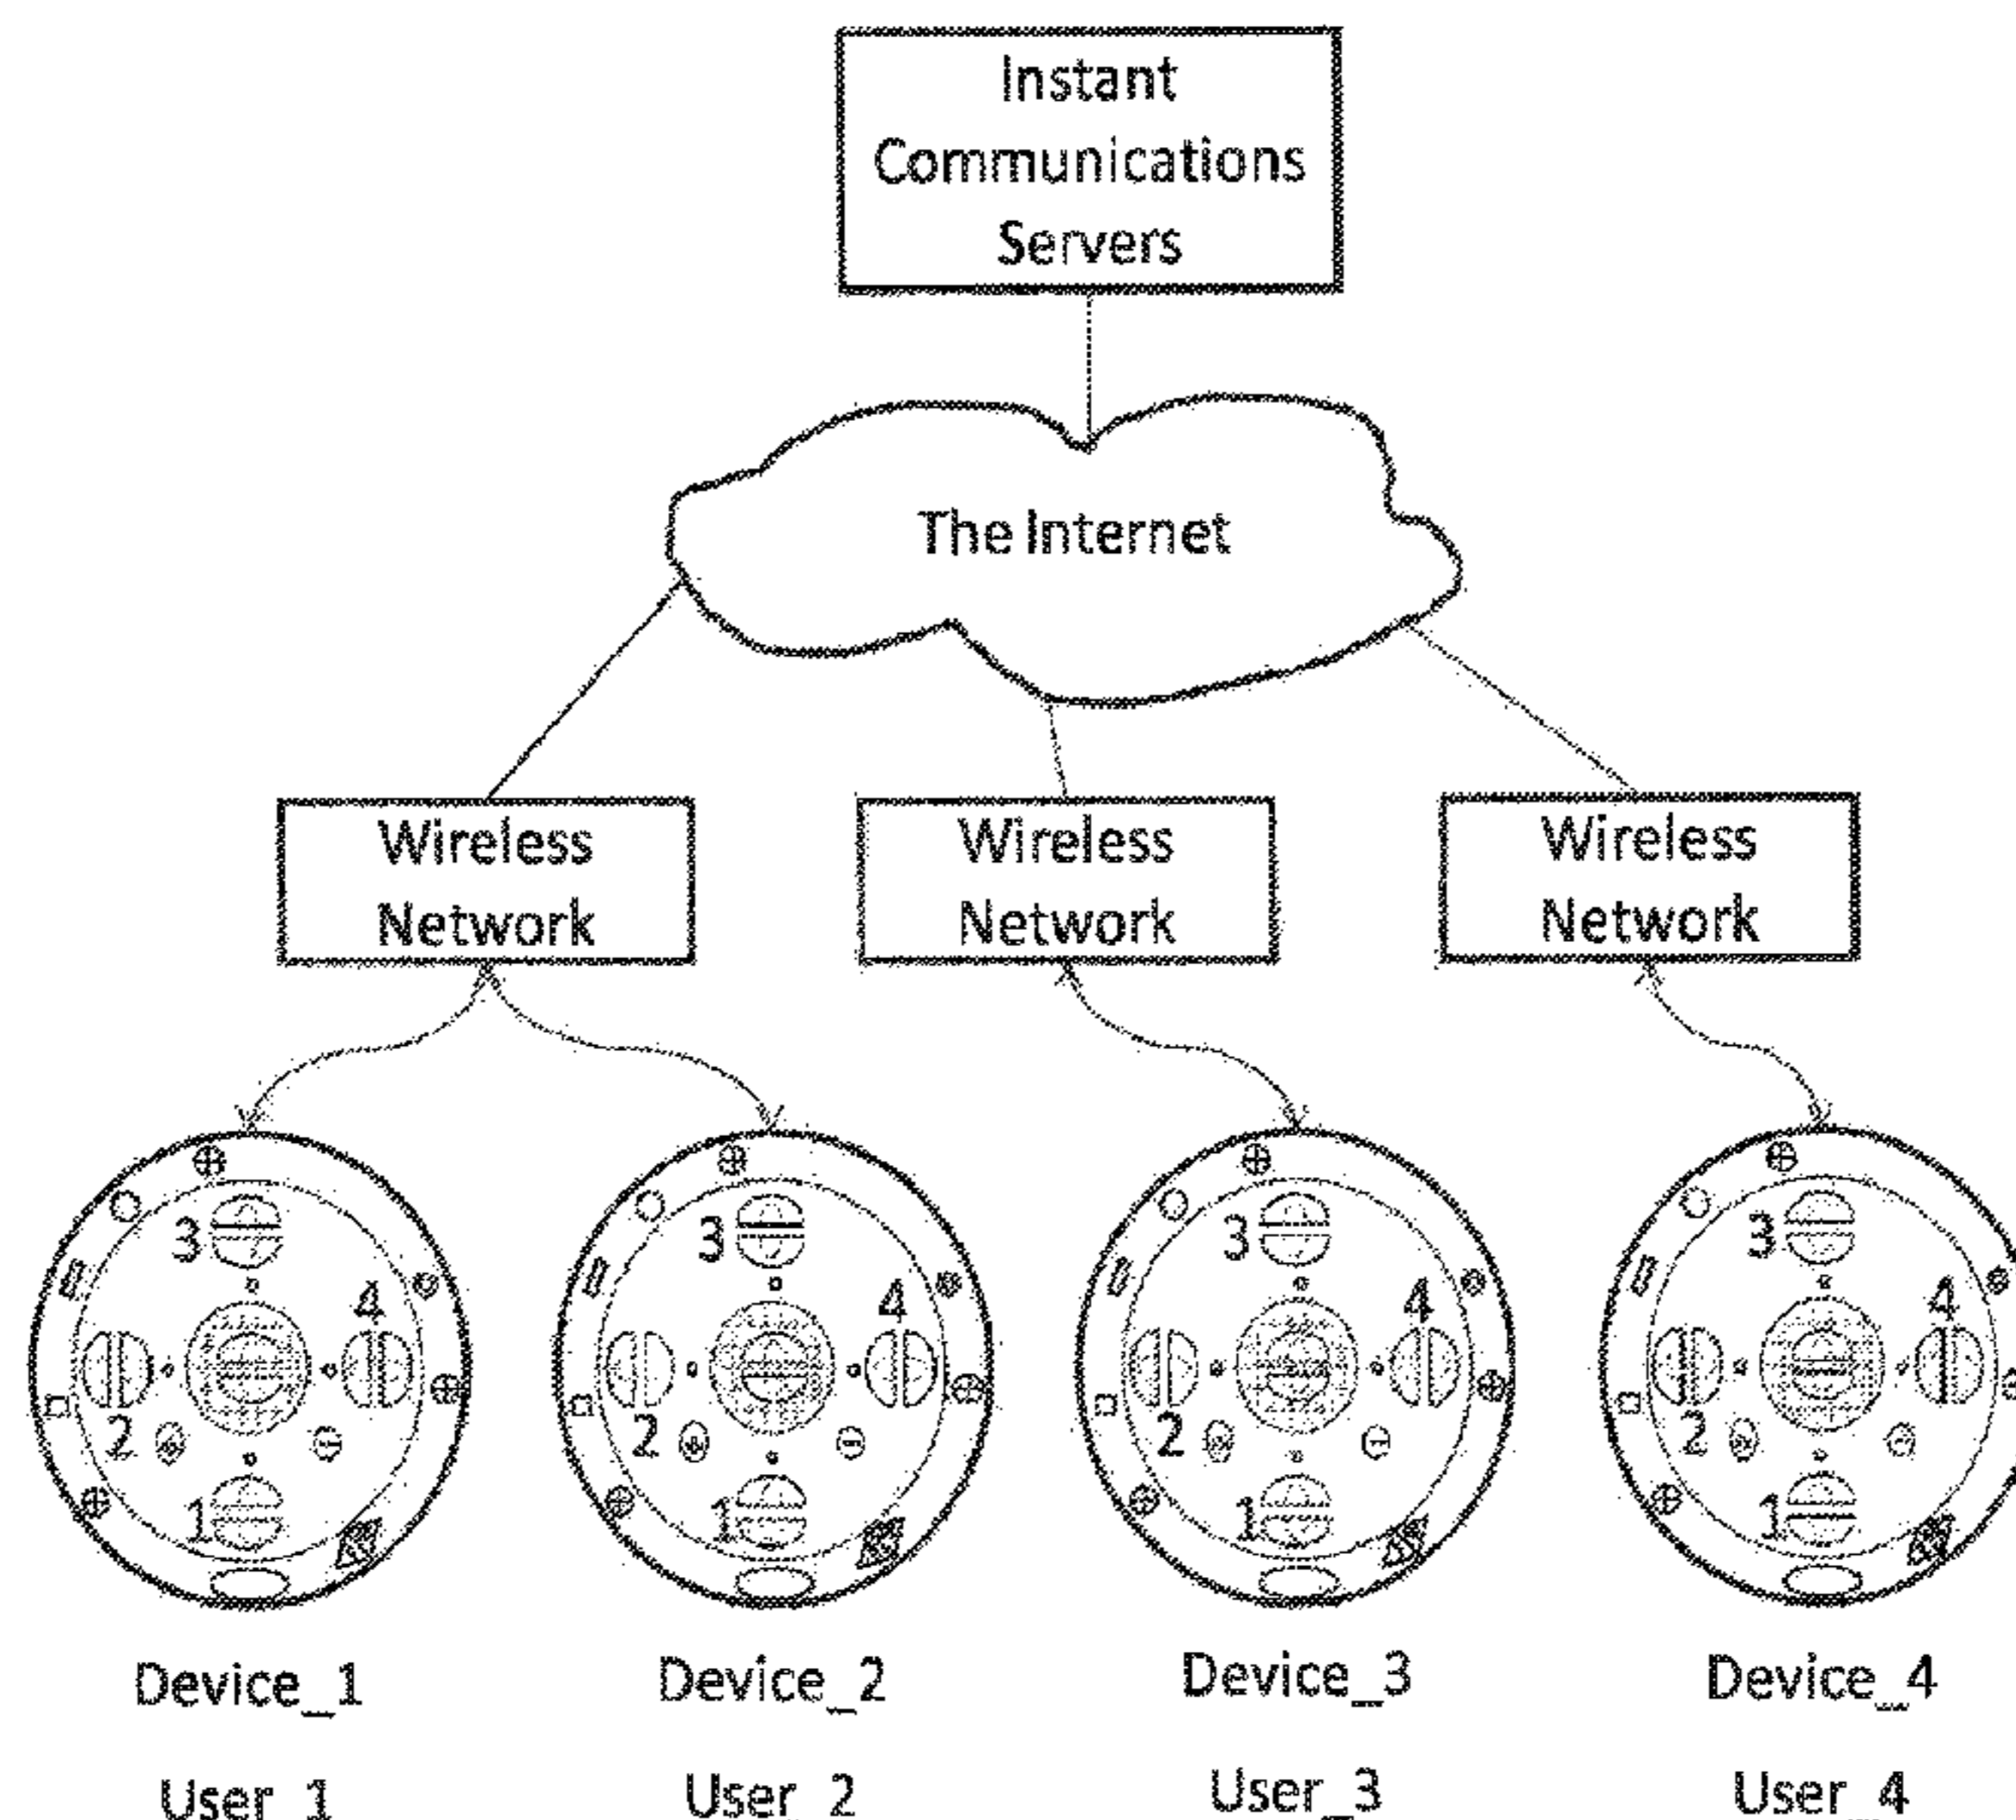 Instant
Communications
Servers
The Internet
Wireless
Network
Wireless
Network
Wireless
Network
3
4
2
1
3
4
2
1
3
4
2
1
3
4
2
1
Device_1
Device_2
Device_3
Device_4
User_1
User_2
User_3
User_4